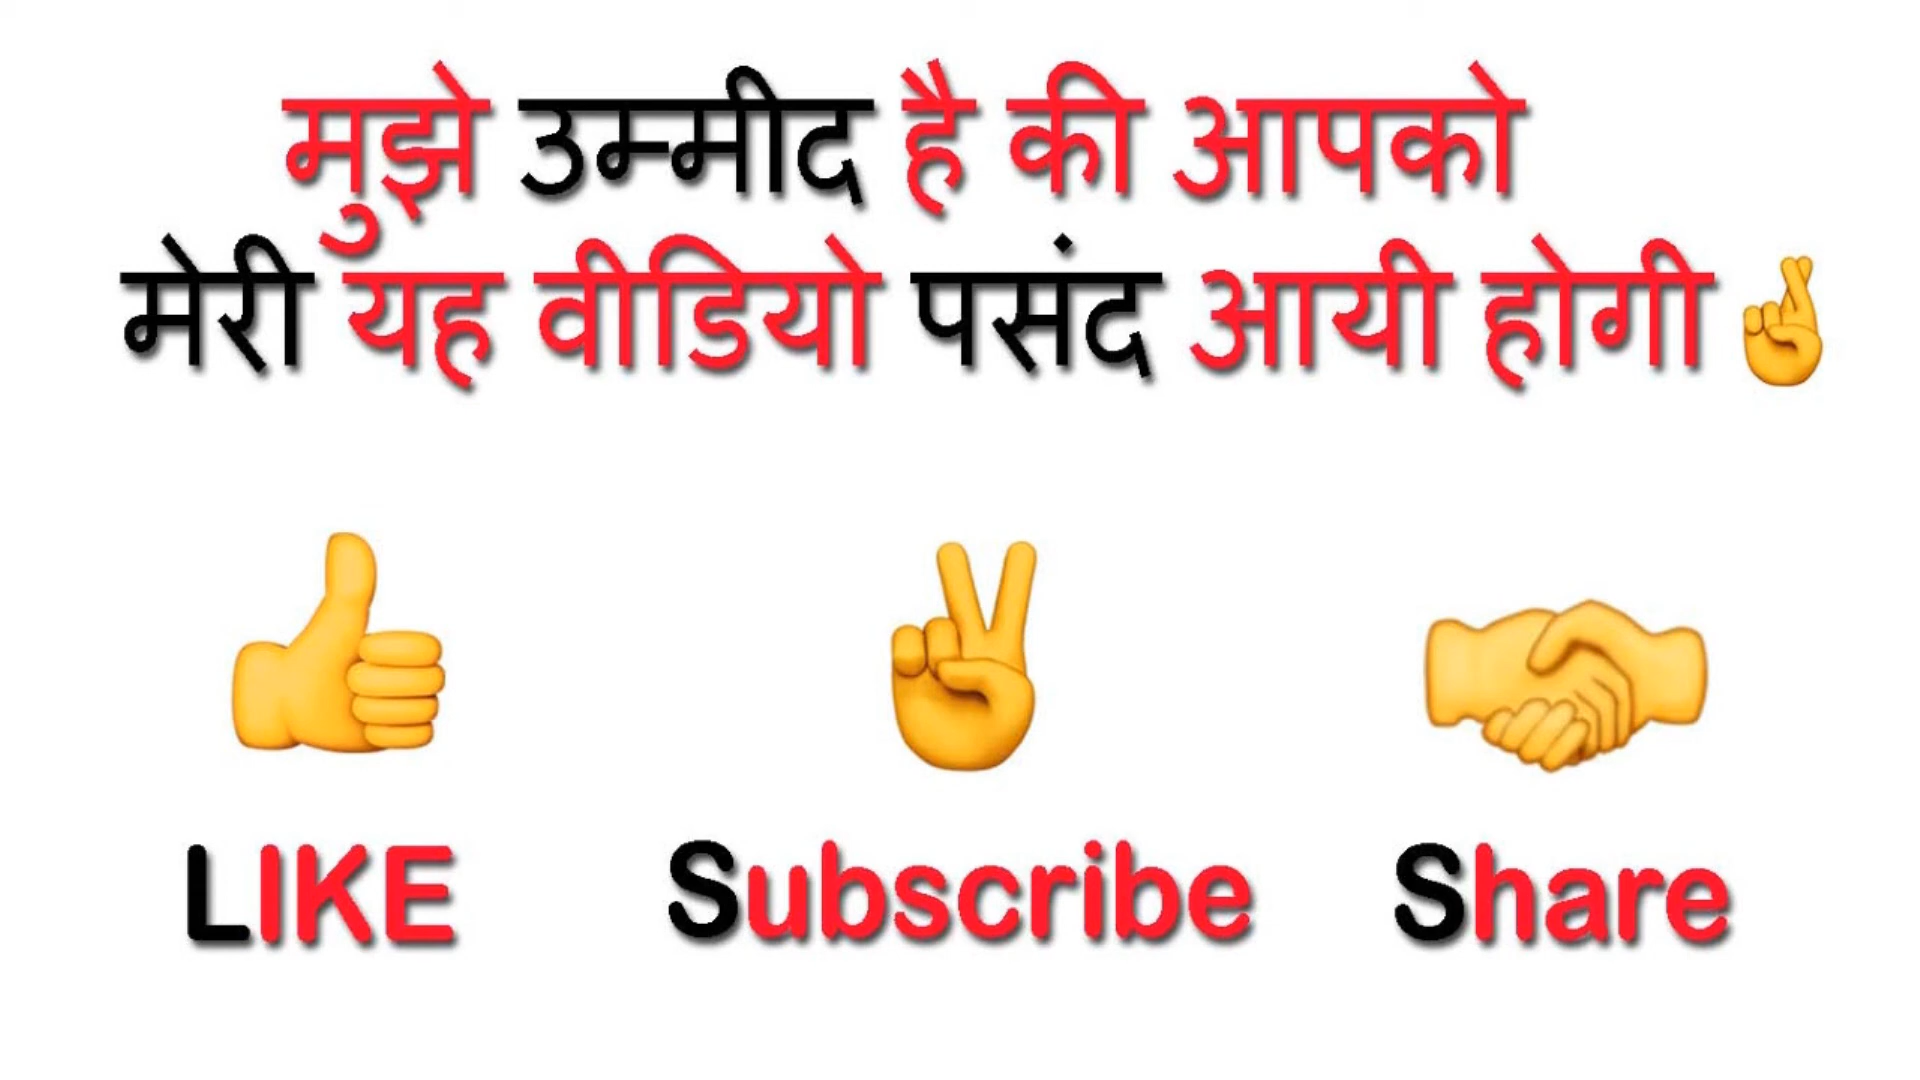 मुझे उम्मीद है की आपको
मेरी यह वीडियो पसंद आयी होगी🤞
LIKE Subscribe Share